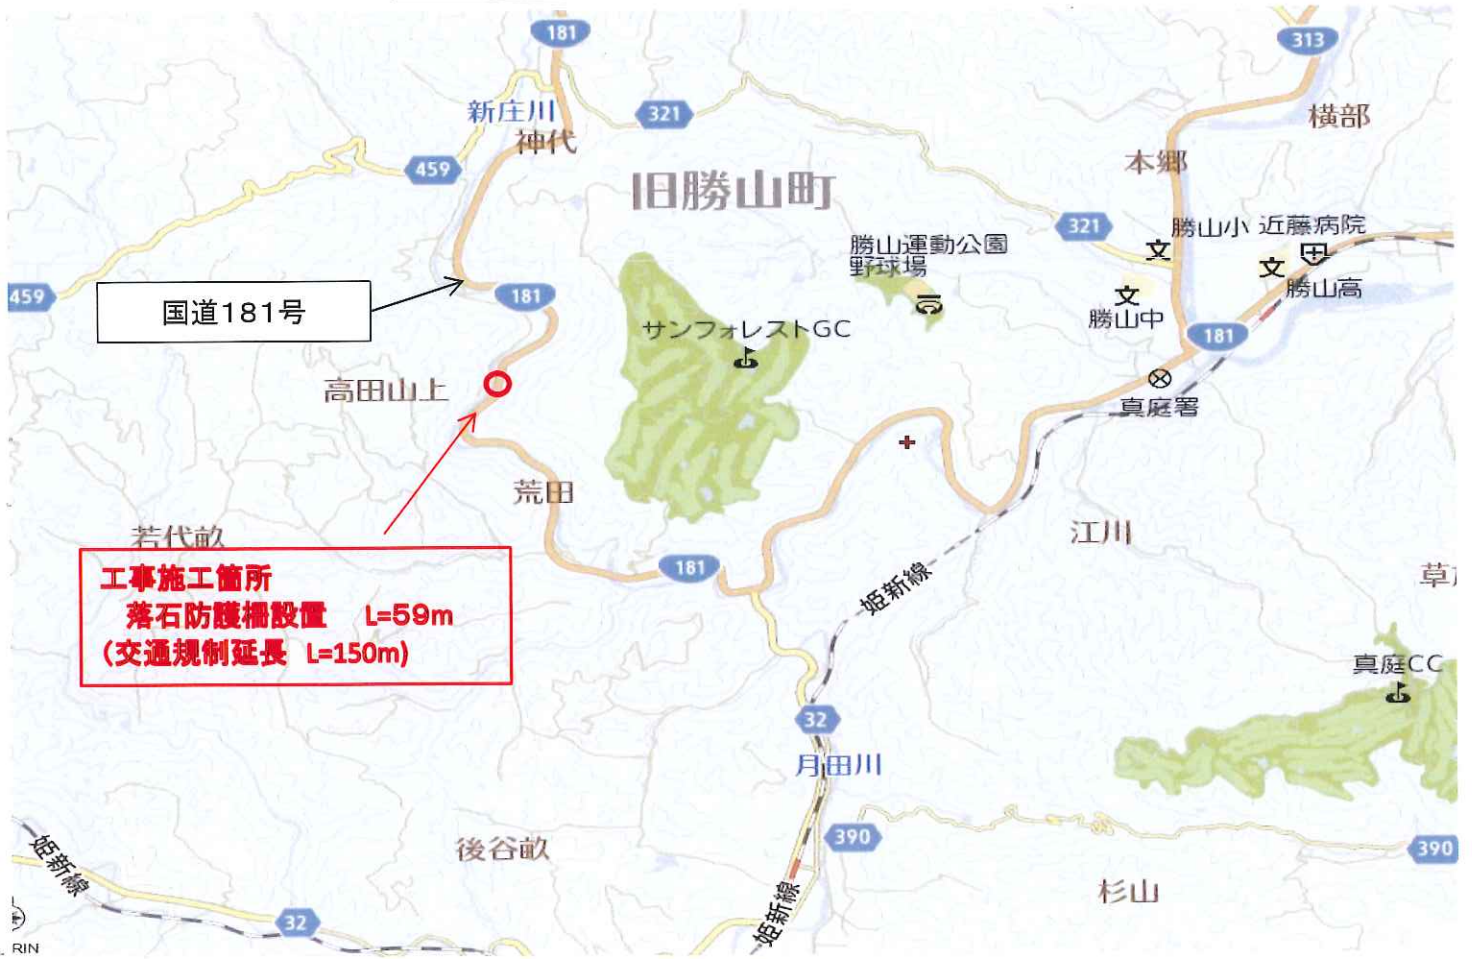 181
313
新庄川
321
横部
神代
本郷
459
旧勝山町
321
勝山小
近藤病院
勝山運動公園
野球場
459
181
勝山高
国道181号
勝山中
サンフォレストGC
181
高田山上
真庭署
荒田
若代畝
江川
181
姫新線
草
工事施工箇所
落石防護柵設置 L=59m
(交通規制延長 L=150m)
真庭CC
32
月田川
390
390
姫新線
後谷畝
杉山
姫新線
32
RIN